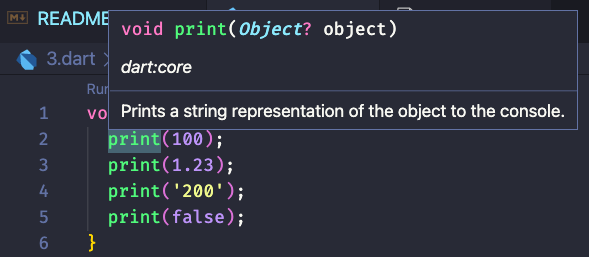 README
void print(Object? object)
3.dart
dart:core
Run
Prints a string representation of the object to the console.
1 vo
2 print(100);
3 print(1.23);
4 print('200');
5 print(false);
6 }